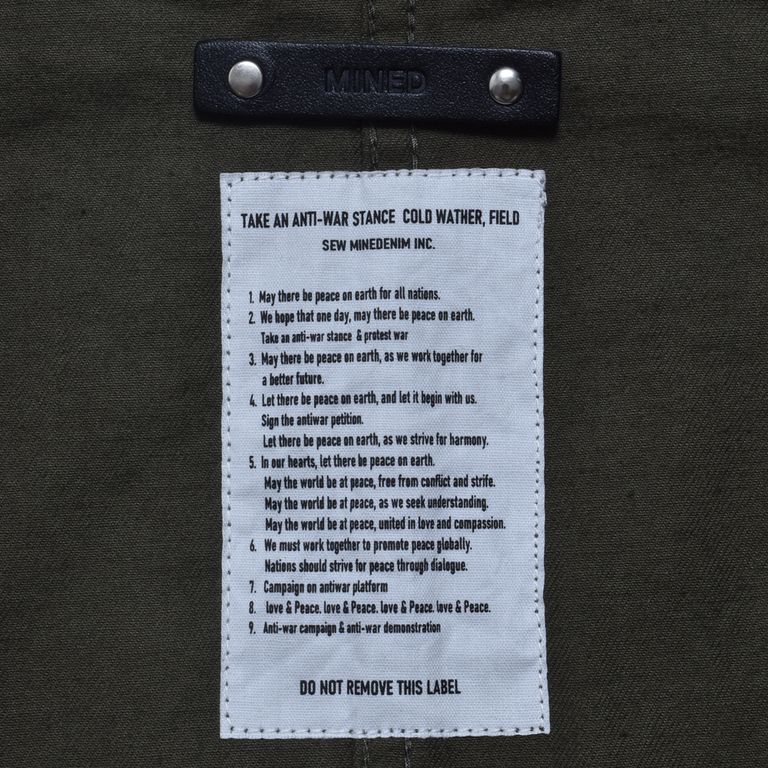 MINED
TAKE AN ANTI-WAR STANCE COLD WATHER, FIELD
SEW MINEDENIM INC.
1. May there be peace on earth for all nations.
2. We hope that one day, may there be peace on earth.
Take an anti-war stance & protest war
3. May there be peace on earth, as we work together for
a better future.
4. Let there be peace on earth, and let it begin with us.
Sign the antiwar petition.
Let there be peace on earth, as we strive for harmony.
5. In our hearts, let there be peace on earth.
May the world be at peace, free from conflict and strife.
May the world be at peace, as we seek understanding.
May the world be at peace, united in love and compassion.
6. We must work together to promote peace globally.
Nations should strive for peace through dialogue.
7. Campaign on antiwar platform
8. love & Peace. love & Peace. love & Peace. love & Peace.
9. Anti-war campaign & anti-war demonstration
DO NOT REMOVE THIS LABEL